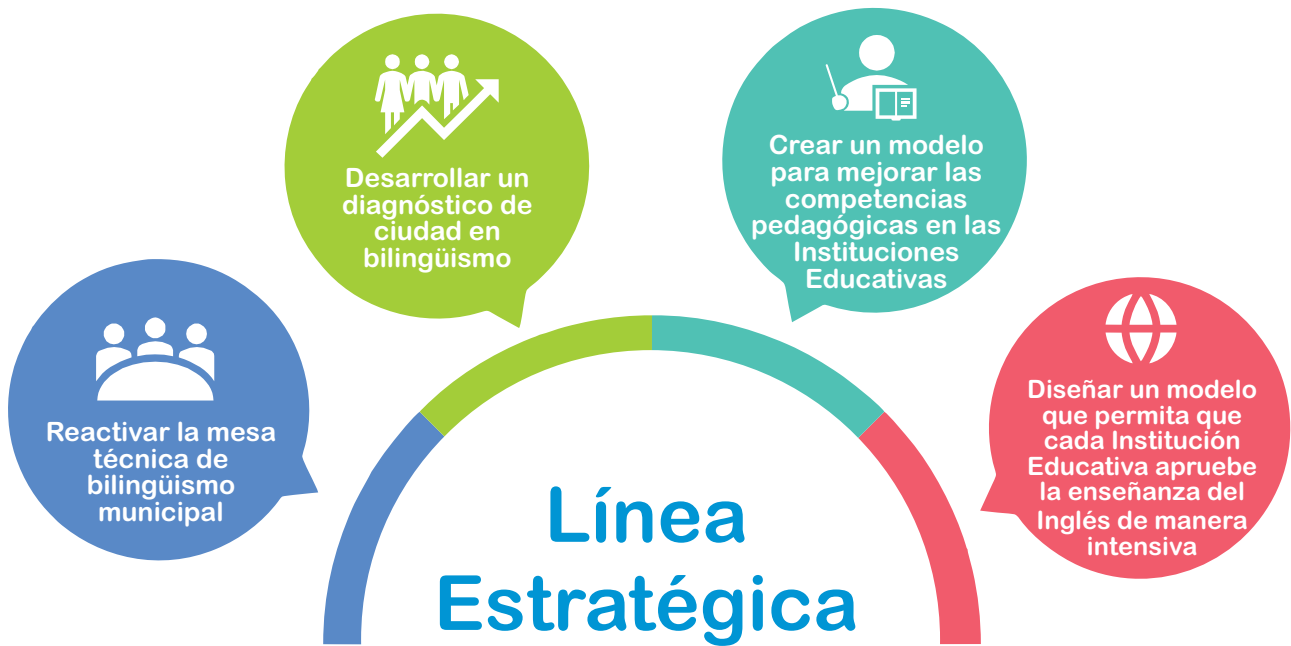 Reactivar la mesa
técnica de
bilingüismo
municipal
Desarrollar un
diagnóstico de
ciudad en
bilingüismo
Crear un modelo
para mejorar las
competencias
pedagógicas en las
Instituciones
Educativas
Diseñar un modelo
que permita que
cada Institución
Educativa apruebe
la enseñanza del
Inglés de manera
intensiva
Línea
Estratégica